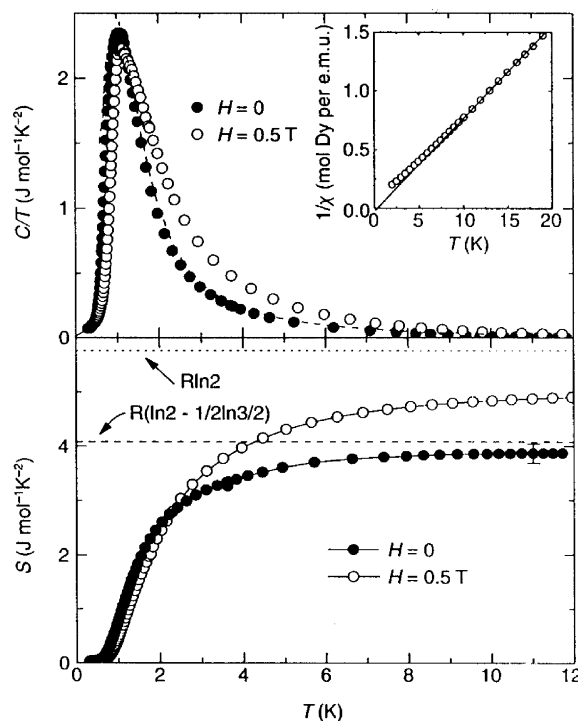 C/T (J mol⁻¹K⁻²)
2
1
0
H = 0
H = 0.5 T
1/χ (mol Dy per e.m.u.)
1.5
1.0
0.5
0.0
0 5 10 15 20
T (K)
Rln2
R(ln2 - 1/2ln3/2)
S (J mol⁻¹K⁻²)
4
2
0
H = 0
H = 0.5 T
0 2 4 6 8 10 12
T (K)